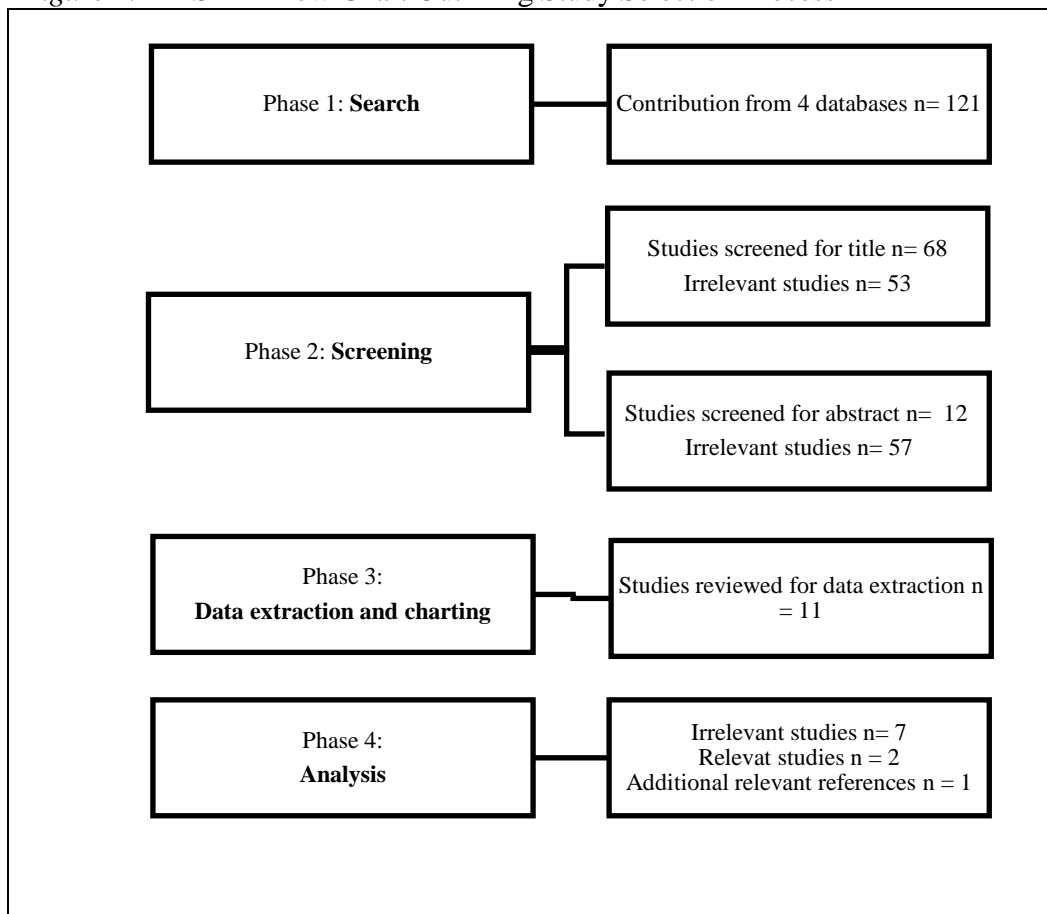 Phase 1: Search
Contribution from 4 databases n= 121
Phase 2: Screening
Studies screened for title n= 68
Irrelevant studies n= 53
Studies screened for abstract n=  12
Irrelevant studies n= 57
Phase 3:
Data extraction and charting
Studies reviewed for data extraction n
= 11
Phase 4:
Analysis
Irrelevant studies n= 7
Relevat studies n = 2
Additional relevant references n = 1